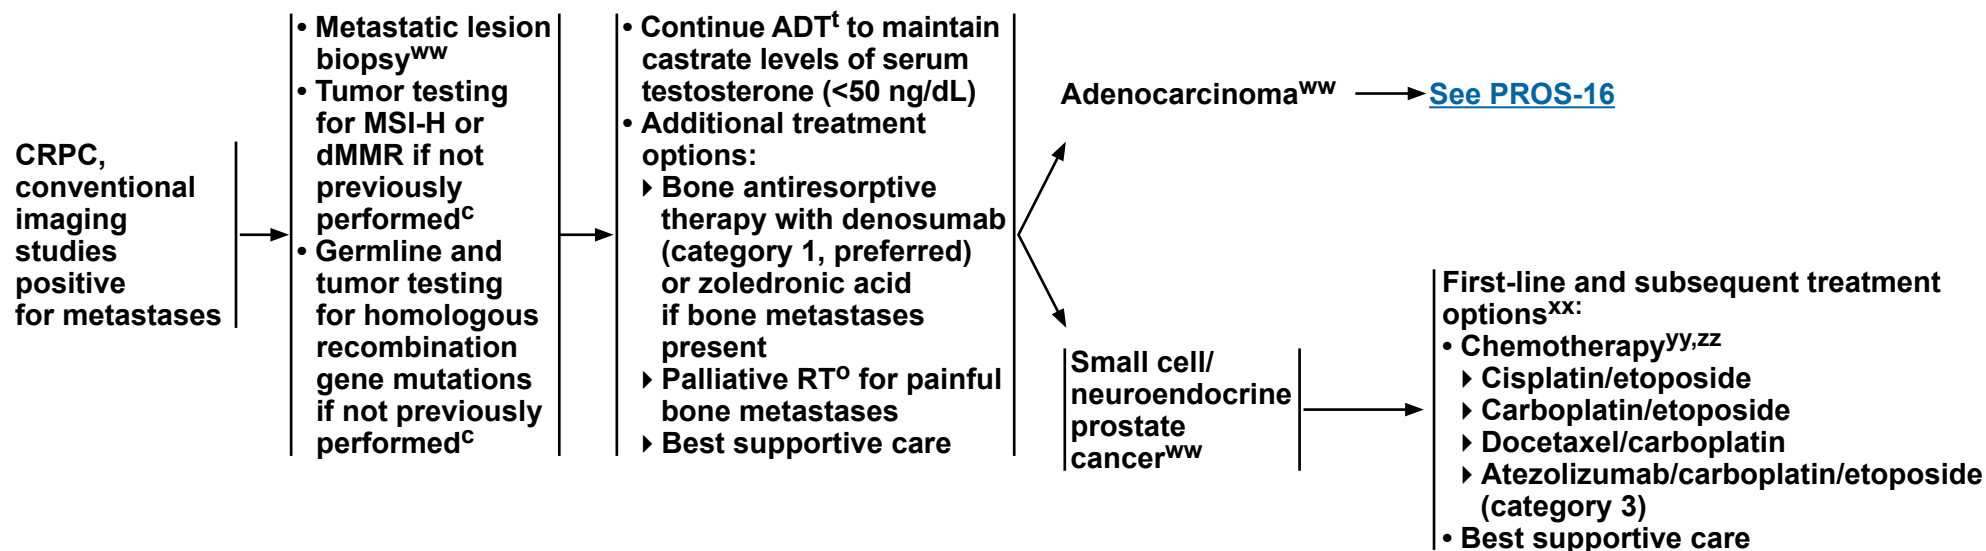 CRPC,
conventional
imaging
studies
positive
for metastases
• Metastatic lesion
biopsyww
• Tumor testing
for MSI-H or
dMMR if not
previously
performedc
• Germline and
tumor testing
for homologous
recombination
gene mutations
if not previously
performedc
• Continue ADTt to maintain
castrate levels of serum
testosterone (<50 ng/dL)
• Additional treatment
options:
▸ Bone antiresorptive
therapy with denosumab
(category 1, preferred)
or zoledronic acid
if bone metastases
present
▸ Palliative RTo for painful
bone metastases
▸ Best supportive care
Adenocarcinomaww
See PROS-16
Small cell/
neuroendocrine
prostate
cancerww
First-line and subsequent treatment
optionsxx:
• Chemotherapyyy,zz
▸ Cisplatin/etoposide
▸ Carboplatin/etoposide
▸ Docetaxel/carboplatin
▸ Atezolizumab/carboplatin/etoposide
(category 3)
• Best supportive care